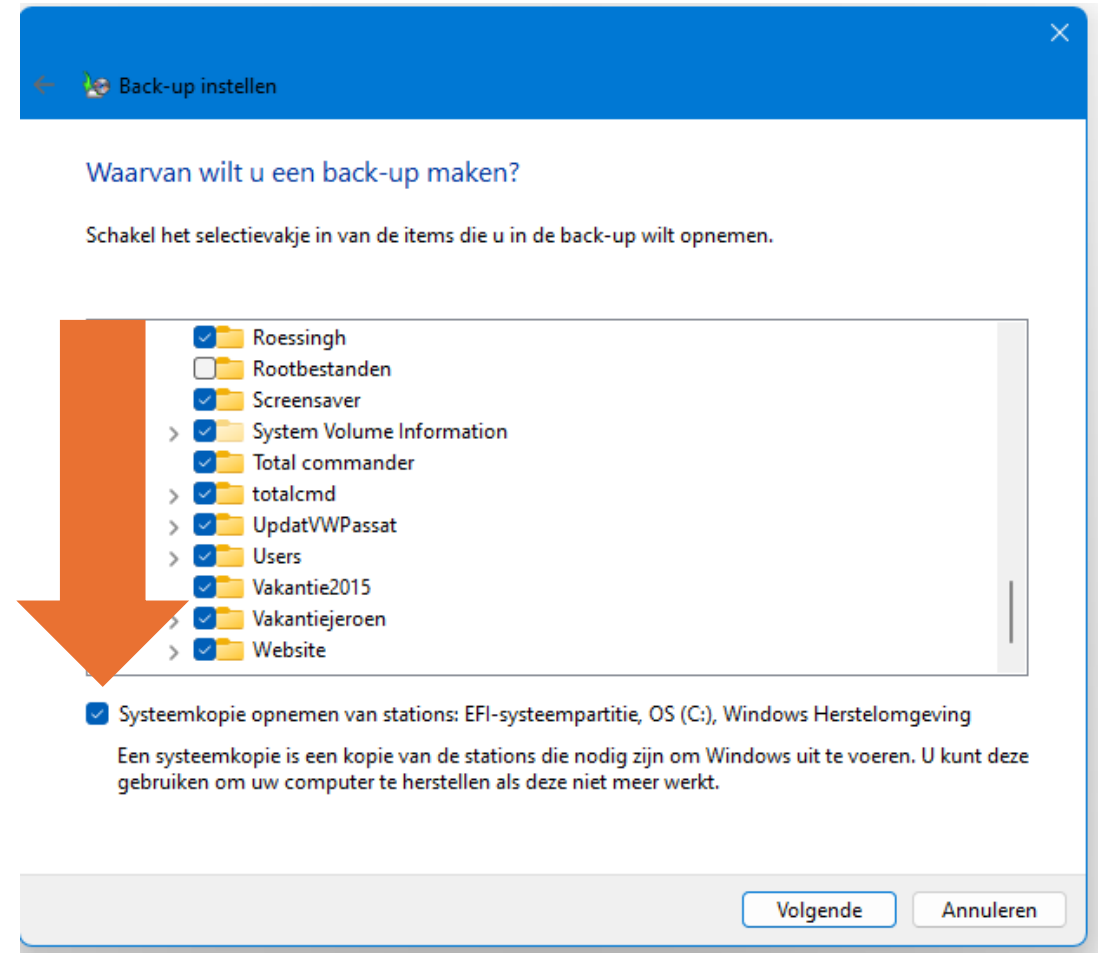 Back-up instellen
Waarvan wilt u een back-up maken?
Schakel het selectievakje in van de items die u in de back-up wilt opnemen.
Roessingh
Rootbestanden
Screensaver
System Volume Information
Total commander
totalcmd
UpdatVWPassat
Users
Vakantie2015
Vakantiejeroen
Website
Systeemkopie opnemen van stations: EFI-systeempartitie, OS (C:), Windows Herstelomgeving
Een systeemkopie is een kopie van de stations die nodig zijn om Windows uit te voeren. U kunt deze
gebruiken om uw computer te herstellen als deze niet meer werkt.
Volgende
Annuleren